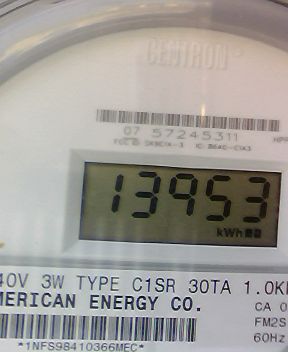 CENTRON®
07 57245311
13953
kWh
40V 3W TYPE C1SR 30TA 1.0K
MERICAN ENERGY CO.
CA 0
FM2S
60Hz
*1NFS98410366MEC*